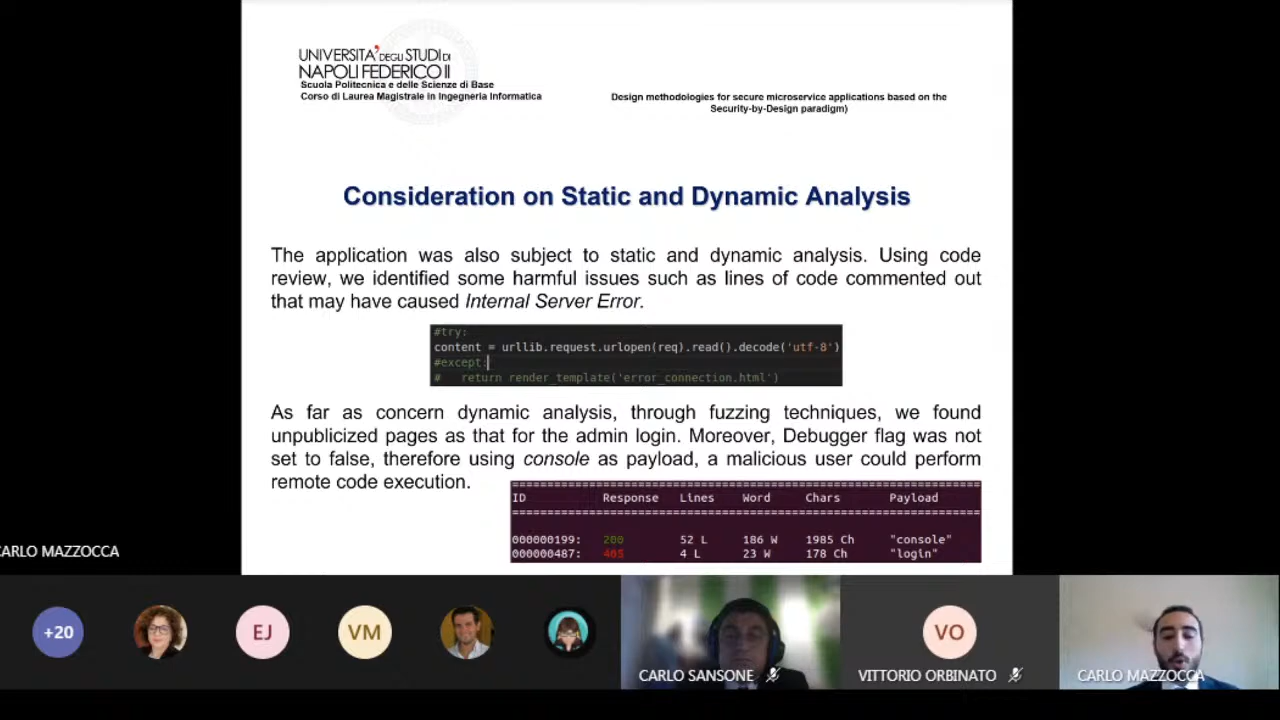 UNIVERSITA' DEGLI STUDI DI
NAPOLI FEDERICO II
Scuola Politecnica e delle Scienze di Base
Corso di Laurea Magistrale in Ingegneria Informatica
Design methodologies for secure microservice applications based on the
Security-by-Design paradigm)
Consideration on Static and Dynamic Analysis
The application was also subject to static and dynamic analysis. Using code
review, we identified some harmful issues such as lines of code commented out
that may have caused Internal Server Error.
#try:
content = urllib.request.urlopen(req).read().decode('utf-8')
#except:
#   return render_template('error_connection.html')
As far as concern dynamic analysis, through fuzzing techniques, we found
unpublicized pages as that for the admin login. Moreover, Debugger flag was not
set to false, therefore using console as payload, a malicious user could perform
remote code execution.
ID Response Lines Word Chars Payload
000000199: 200 52 L 186 W 1985 Ch "console"
000000487: 405 4 L 23 W 178 Ch "login"
CARLO MAZZOCCA
+20
EJ
VM
VO
CARLO SANSONE
VITTORIO ORBINATO
CARLO MAZZOCCA